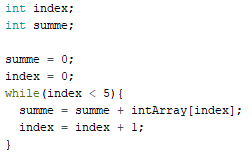 int index;
int summe;
summe = 0;
index = 0;
while(index < 5){
summe = summe + intArray[index];
index = index + 1;
}